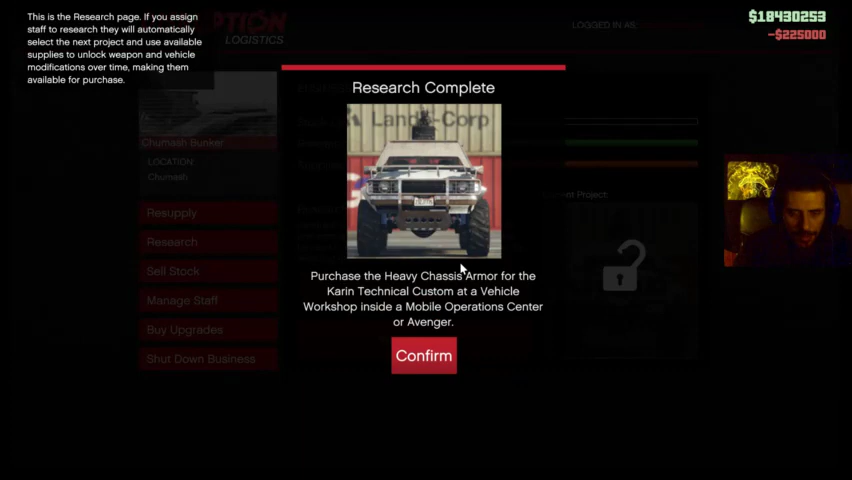 This is the Research page. If you assign
staff to research they will automatically
select the next project and use available
supplies to unlock weapon and vehicle
modifications over time, making them
available for purchase.
LOGISTICS
LOGGED IN AS:
$18430253
-$225000
Research Complete
Chumash Bunker
LOCATION:
Chumash
Resupply
Research
Sell Stock
Manage Staff
Buy Upgrades
Shut Down Business
Project:
Purchase the Heavy Chassis Armor for the
Karin Technical Custom at a Vehicle
Workshop inside a Mobile Operations Center
or Avenger.
Confirm